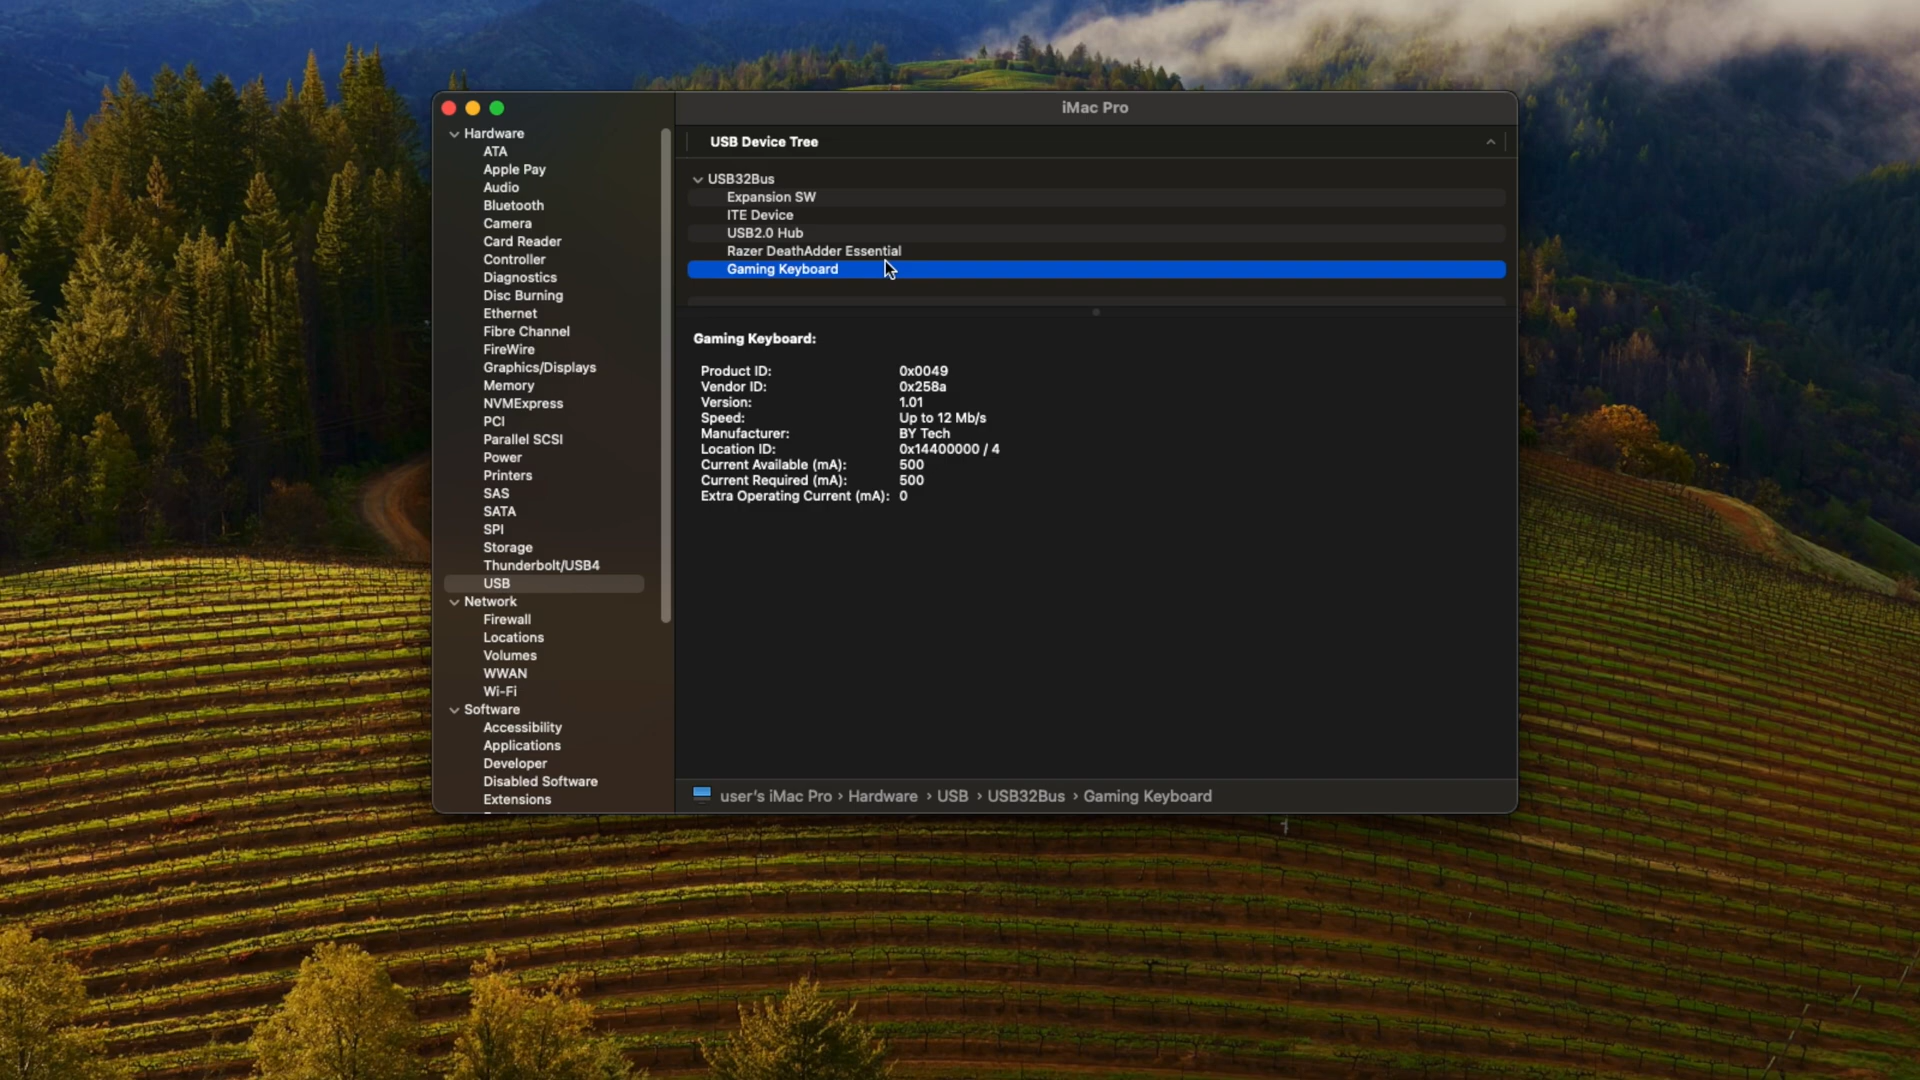 iMac Pro
Hardware
ATA
Apple Pay
Audio
Bluetooth
Camera
Card Reader
Controller
Diagnostics
Disc Burning
Ethernet
Fibre Channel
FireWire
Graphics/Displays
Memory
NVMExpress
PCI
Parallel SCSI
Power
Printers
SAS
SATA
SPI
Storage
Thunderbolt/USB4
USB
Network
Firewall
Locations
Volumes
WWAN
Wi-Fi
Software
Accessibility
Applications
Developer
Disabled Software
Extensions
USB Device Tree
USB32Bus
Expansion SW
ITE Device
USB2.0 Hub
Razer DeathAdder Essential
Gaming Keyboard
Gaming Keyboard:
Product ID: 0x0049
Vendor ID: 0x258a
Version: 1.01
Speed: Up to 12 Mb/s
Manufacturer: BY Tech
Location ID: 0x14400000 / 4
Current Available (mA): 500
Current Required (mA): 500
Extra Operating Current (mA): 0
user's iMac Pro › Hardware › USB › USB32Bus › Gaming Keyboard